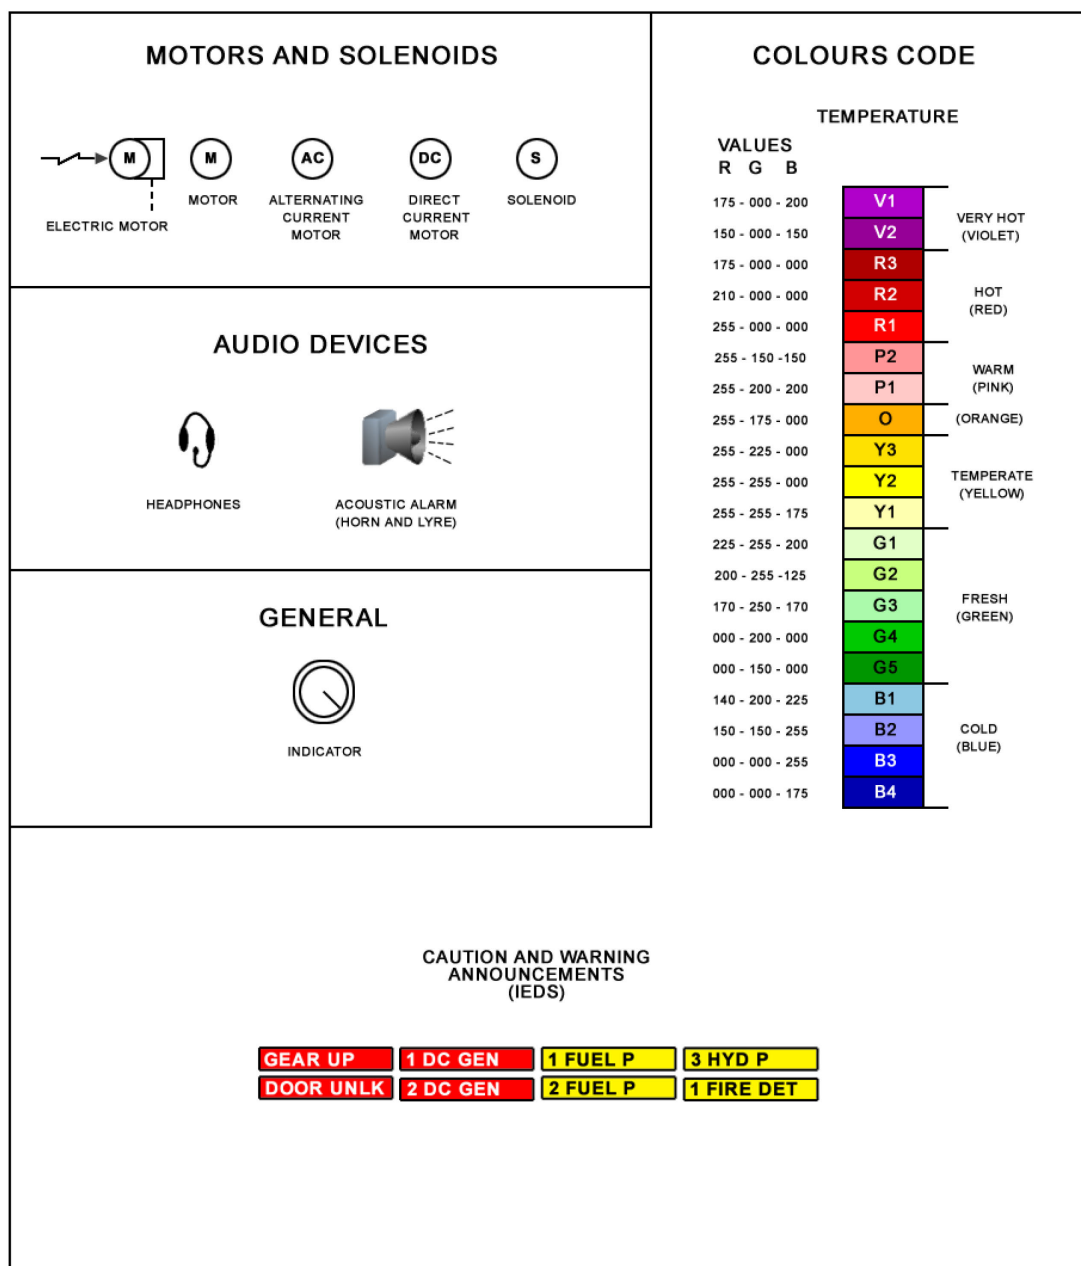 MOTORS AND SOLENOIDS
M
M
AC
DC
S
ELECTRIC MOTOR
MOTOR
ALTERNATING
CURRENT
MOTOR
DIRECT
CURRENT
MOTOR
SOLENOID
AUDIO DEVICES
HEADPHONES
ACOUSTIC ALARM
(HORN AND LYRE)
GENERAL
INDICATOR
COLOURS CODE
TEMPERATURE
VALUES
R G B
175 - 000 - 200 V1
150 - 000 - 150 V2
VERY HOT
(VIOLET)
175 - 000 - 000 R3
210 - 000 - 000 R2
255 - 000 - 000 R1
HOT
(RED)
255 - 150 -150 P2
255 - 200 - 200 P1
WARM
(PINK)
255 - 175 - 000 O
(ORANGE)
255 - 225 - 000 Y3
255 - 255 - 000 Y2
255 - 255 - 175 Y1
TEMPERATE
(YELLOW)
225 - 255 - 200 G1
200 - 255 -125 G2
170 - 250 - 170 G3
000 - 200 - 000 G4
000 - 150 - 000 G5
FRESH
(GREEN)
140 - 200 - 225 B1
150 - 150 - 255 B2
000 - 000 - 255 B3
000 - 000 - 175 B4
COLD
(BLUE)
CAUTION AND WARNING
ANNOUNCEMENTS
(IEDS)
GEAR UP 1 DC GEN 1 FUEL P 3 HYD P
DOOR UNLK 2 DC GEN 2 FUEL P 1 FIRE DET